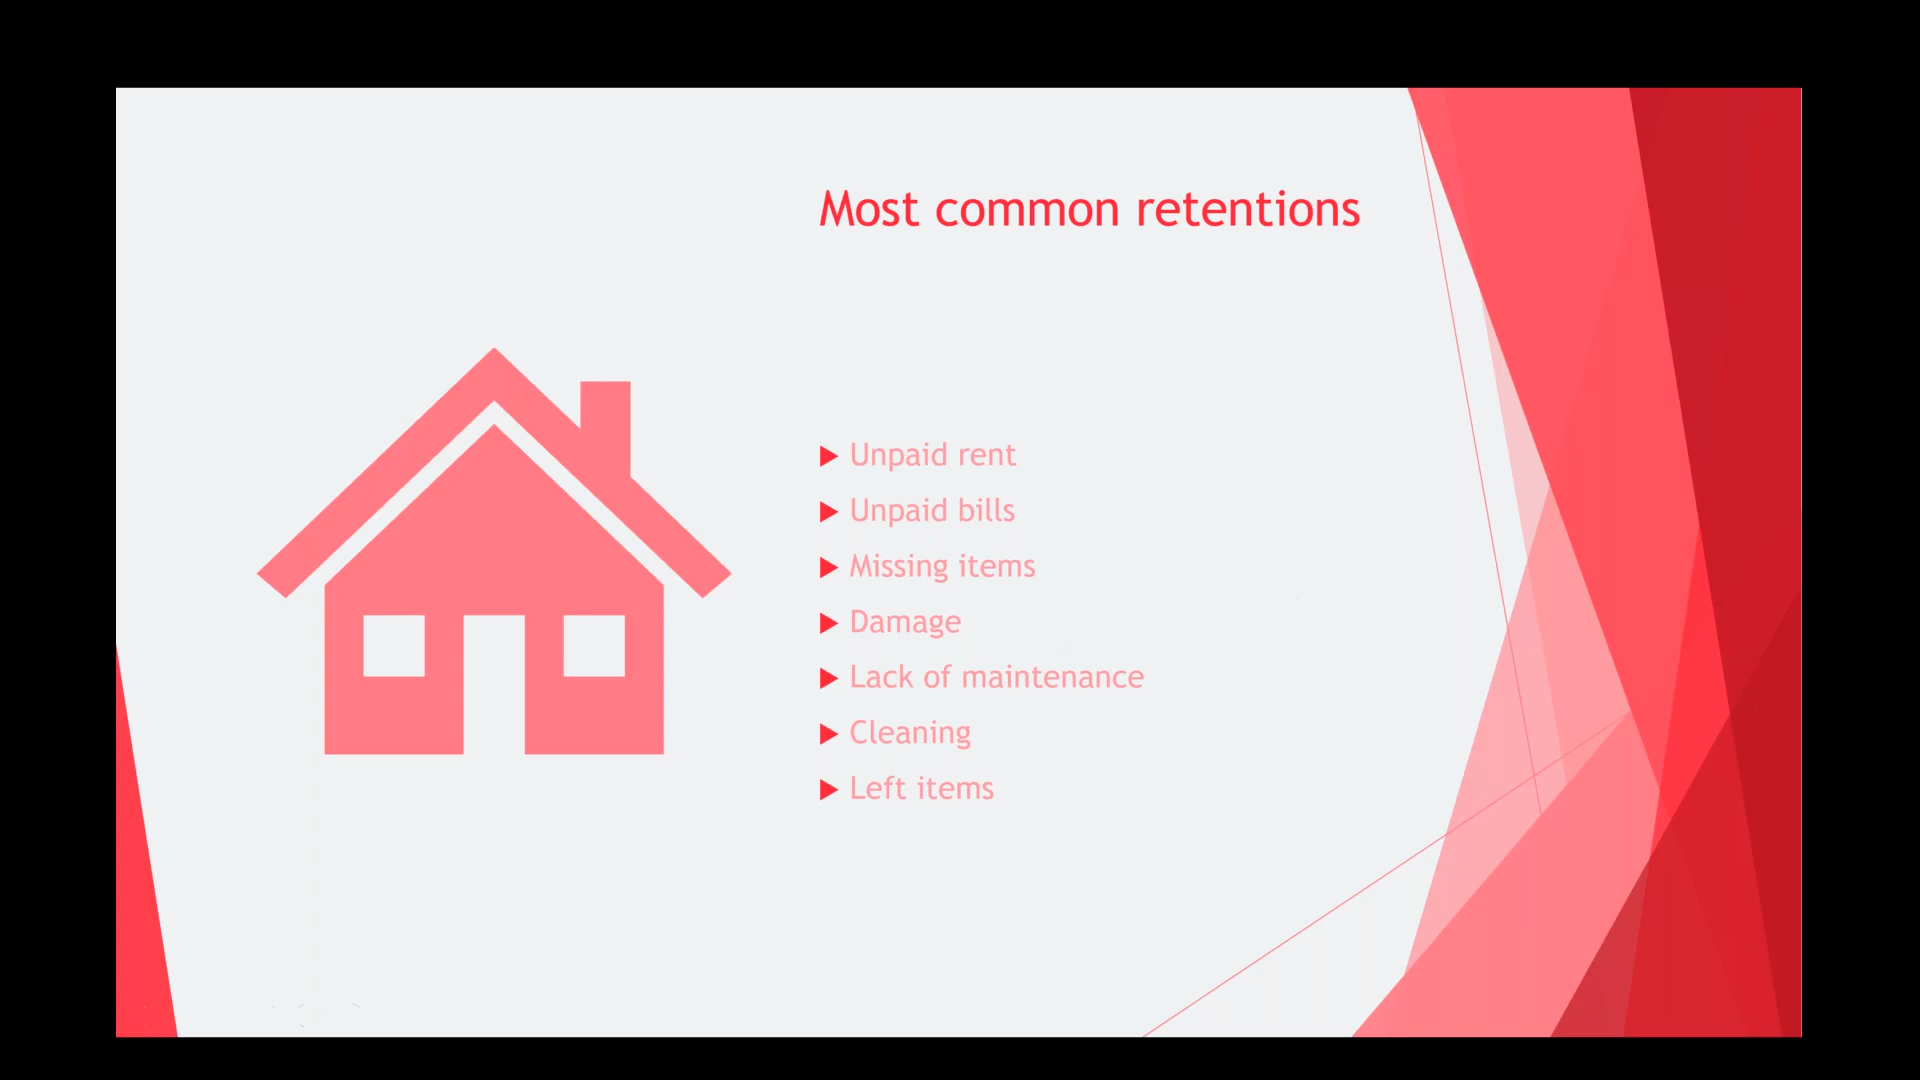 Most common retentions
Unpaid rent
Unpaid bills
Missing items
Damage
Lack of maintenance
Cleaning
Left items